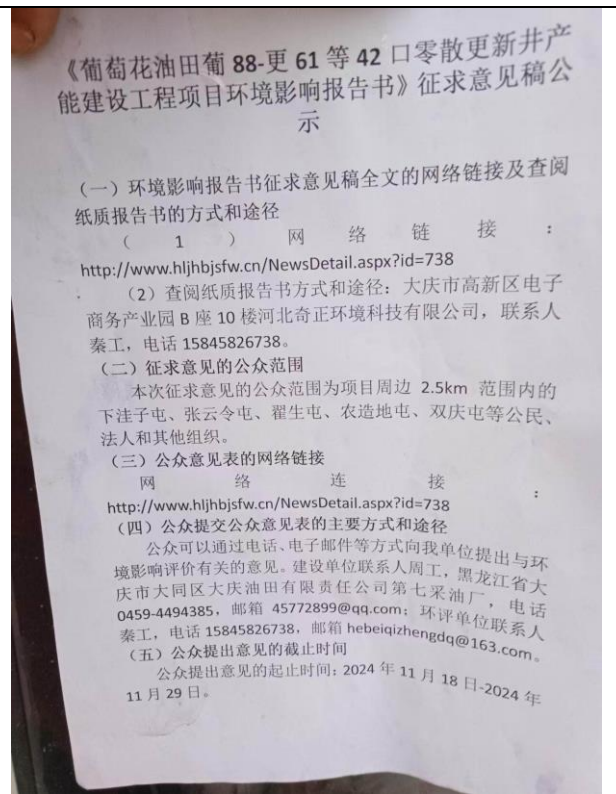 《葡萄花油田葡 88-更 61 等 42 口零散更新井产
能建设工程项目环境影响报告书》征求意见稿公
示
（一）环境影响报告书征求意见稿全文的网络链接及查阅
纸质报告书的方式和途径
（1）网络链接：
http://www.hljhbjsfw.cn/NewsDetail.aspx?id=738
（2）查阅纸质报告书方式和途径：大庆市高新区电子
商务产业园 B 座 10 楼河北奇正环境科技有限公司，联系人
秦工，电话 15845826738。
（二）征求意见的公众范围
本次征求意见的公众范围为项目周边 2.5km 范围内的
下洼子屯、张云令屯、翟生屯、农造地屯、双庆屯等公民、
法人和其他组织。
（三）公众意见表的网络链接
网络连接：
http://www.hljhbjsfw.cn/NewsDetail.aspx?id=738
（四）公众提交公众意见表的主要方式和途径
公众可以通过电话、电子邮件等方式向我单位提出与环
境影响评价有关的意见。建设单位联系人周工，黑龙江省大
庆市大同区大庆油田有限责任公司第七采油厂，电话
0459-4494385，邮箱 45772899@qq.com；环评单位联系人
秦工，电话 15845826738，邮箱 hebeiqizhengdq@163.com。
（五）公众提出意见的截止时间
公众提出意见的起止时间：2024 年 11 月 18 日-2024 年
11 月 29 日。